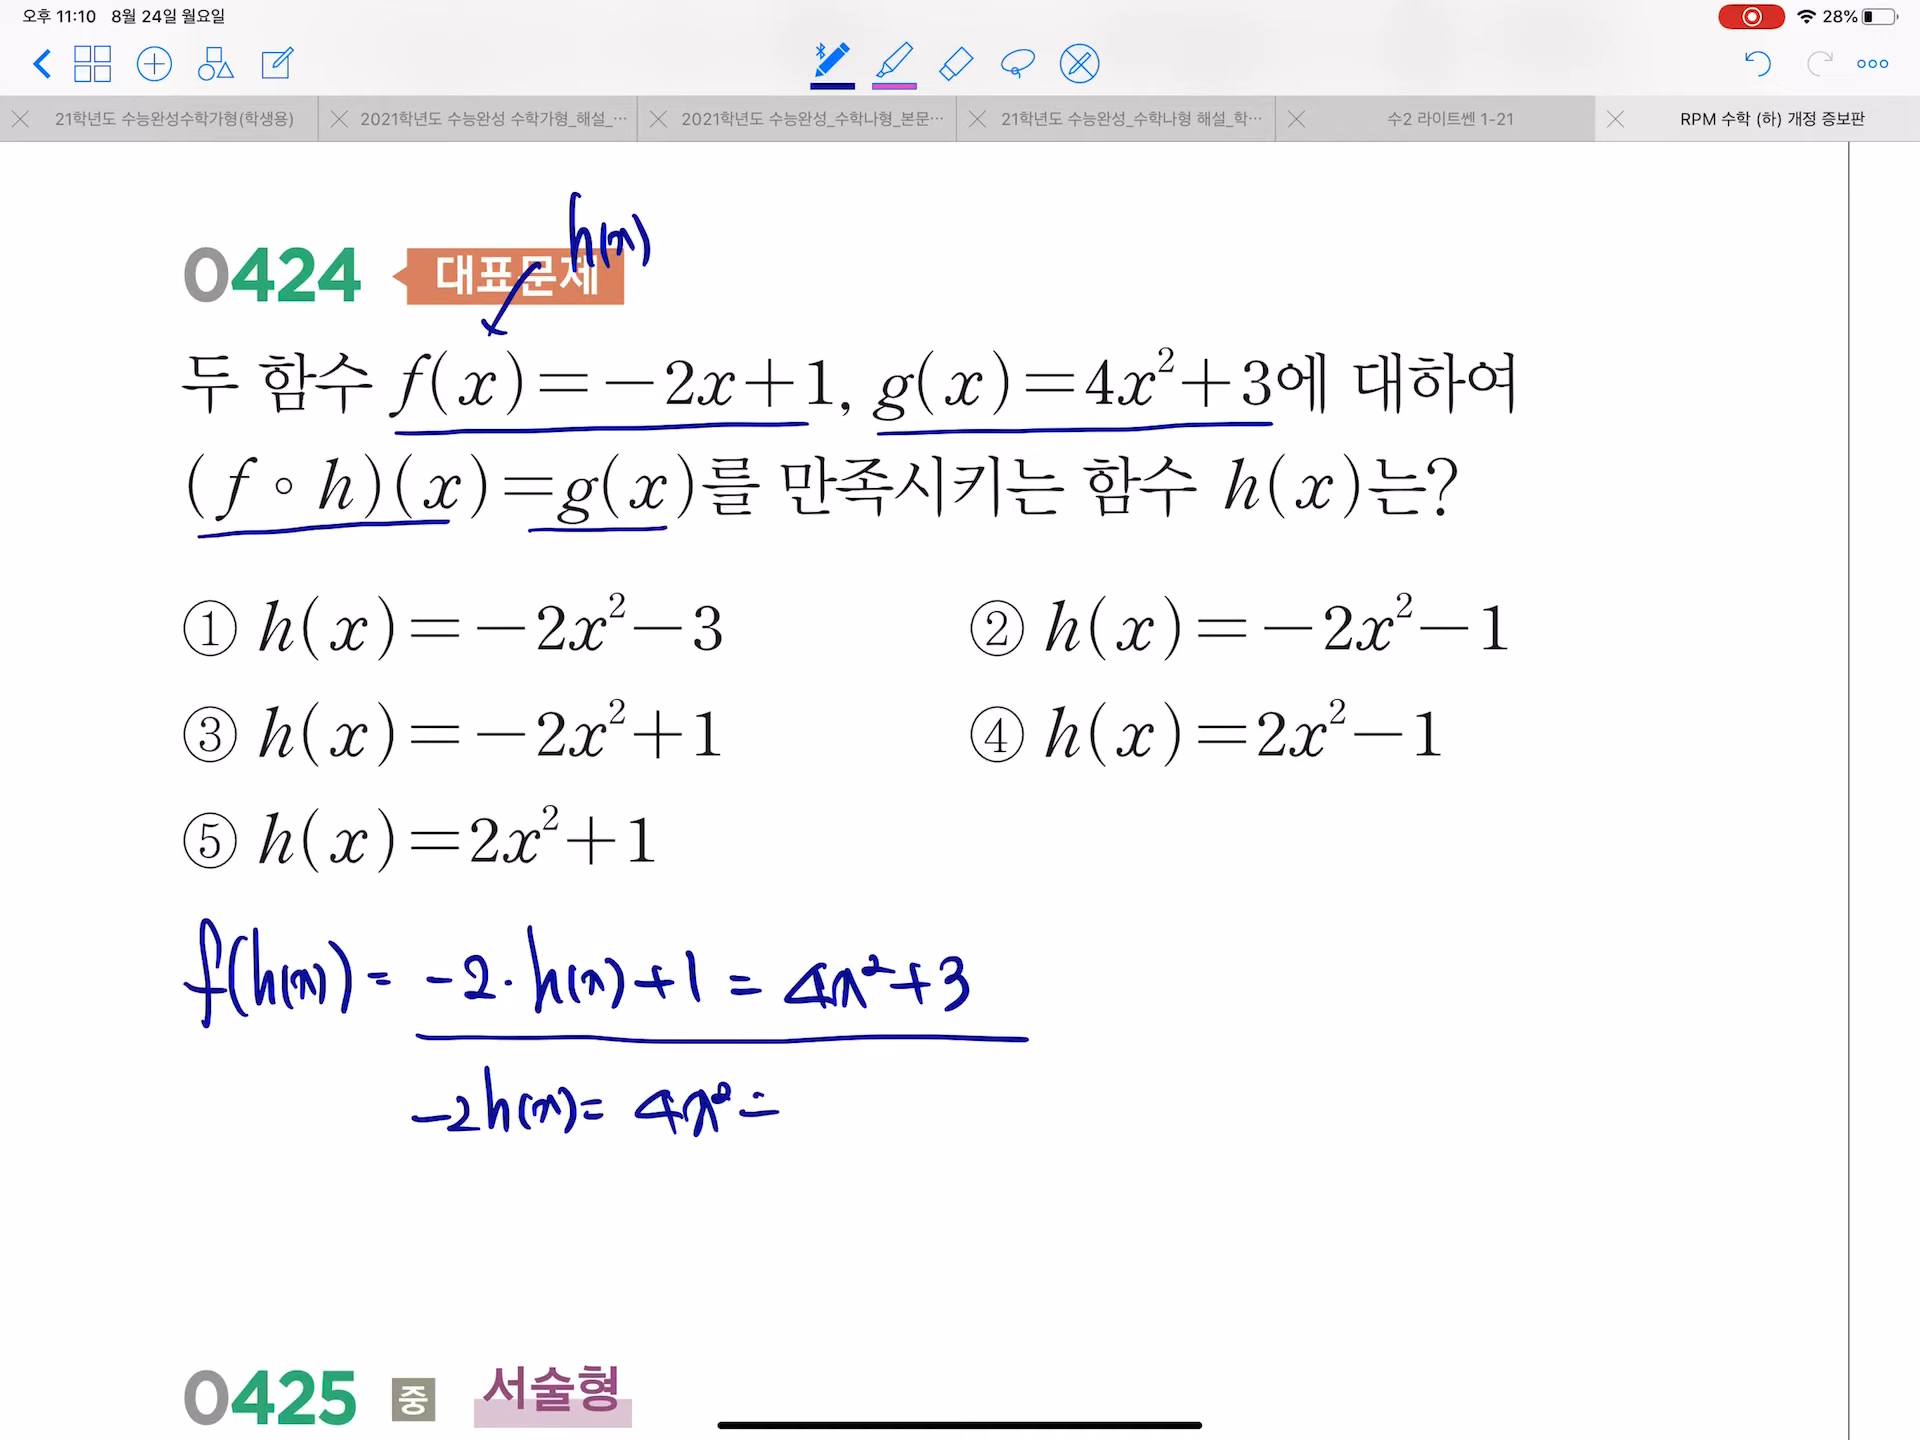 오후 11:10 8월 24일 월요일
28%
21학년도 수능완성수학가형(학생용)
2021학년도 수능완성 수학가형_해설_…
2021학년도 수능완성_수학나형_본문…
21학년도 수능완성_수학나형 해설_학…
수2 라이트쎈 1-21
RPM 수학 (하) 개정 증보판
h(x)
0424 대표문제
두 함수 f(x)=-2x+1, g(x)=4x²+3에 대하여
(f∘h)(x)=g(x)를 만족시키는 함수 h(x)는?
① h(x)=-2x²-3 ② h(x)=-2x²-1
③ h(x)=-2x²+1 ④ h(x)=2x²-1
⑤ h(x)=2x²+1
f(h(x)) = -2·h(x)+1 = 4x²+3
-2h(x)= 4x²
0425 중 서술형